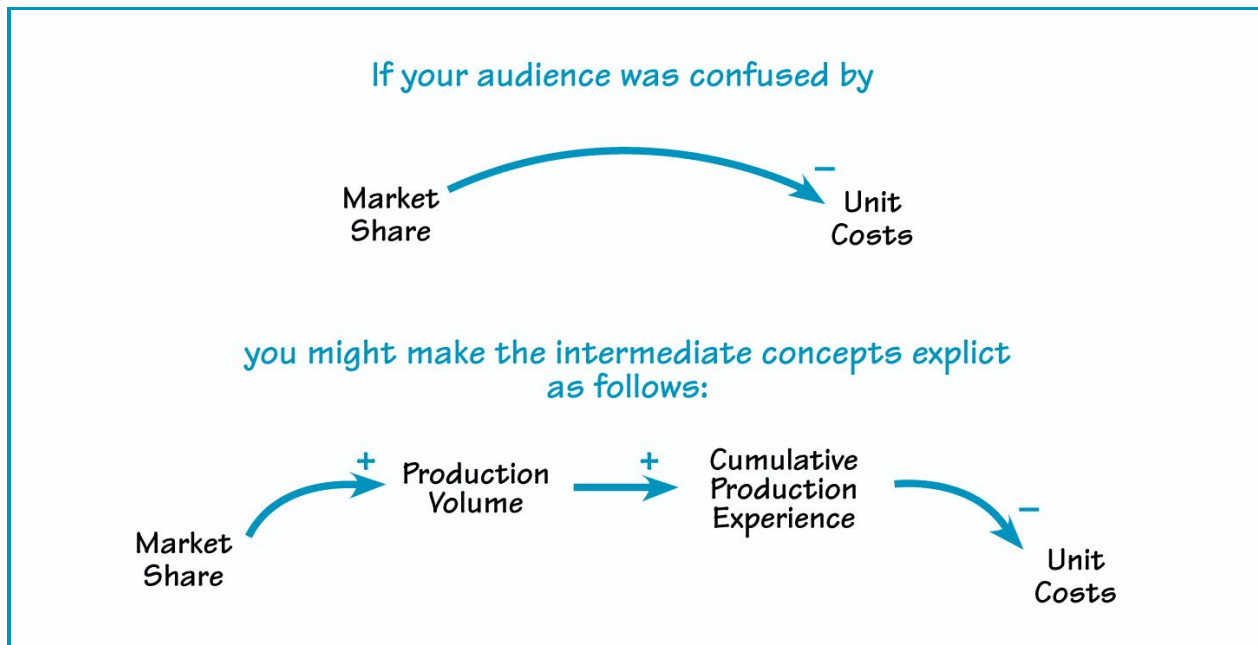 If your audience was confused by
Market
Share
−
Unit
Costs
you might make the intermediate concepts explict
as follows:
Market
Share
+
Production
Volume
+
Cumulative
Production
Experience
−
Unit
Costs